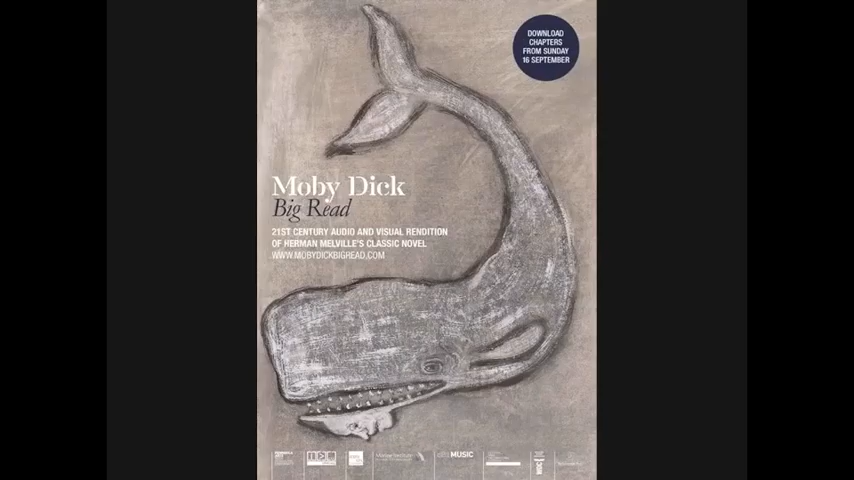 DOWNLOAD
CHAPTERS
FROM SUNDAY
16 SEPTEMBER
Moby Dick
Big Read
21ST CENTURY AUDIO AND VISUAL RENDITION
OF HERMAN MELVILLE'S CLASSIC NOVEL
WWW.MOBYDICKBIGREAD.COM
MUSIC